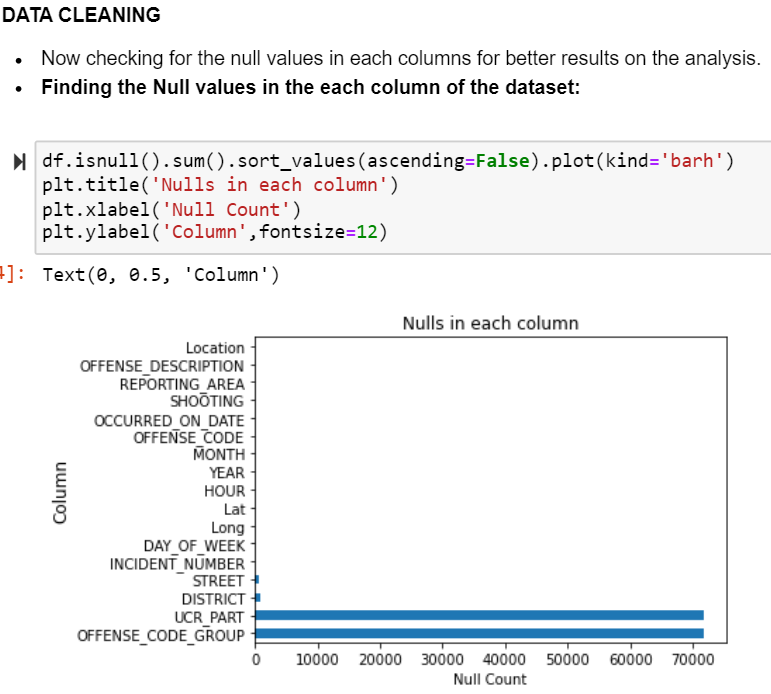 DATA CLEANING
• Now checking for the null values in each columns for better results on the analysis.
• Finding the Null values in the each column of the dataset:
df.isnull().sum().sort_values(ascending=False).plot(kind='barh')
plt.title('Nulls in each column')
plt.xlabel('Null Count')
plt.ylabel('Column',fontsize=12)
4]: Text(0, 0.5, 'Column')
Nulls in each column
Location
OFFENSE_DESCRIPTION
REPORTING_AREA
SHOOTING
OCCURRED_ON_DATE
OFFENSE_CODE
MONTH
YEAR
HOUR
Lat
Long
DAY_OF_WEEK
INCIDENT_NUMBER
STREET
DISTRICT
UCR_PART
OFFENSE_CODE_GROUP
Column
0 10000 20000 30000 40000 50000 60000 70000
Null Count